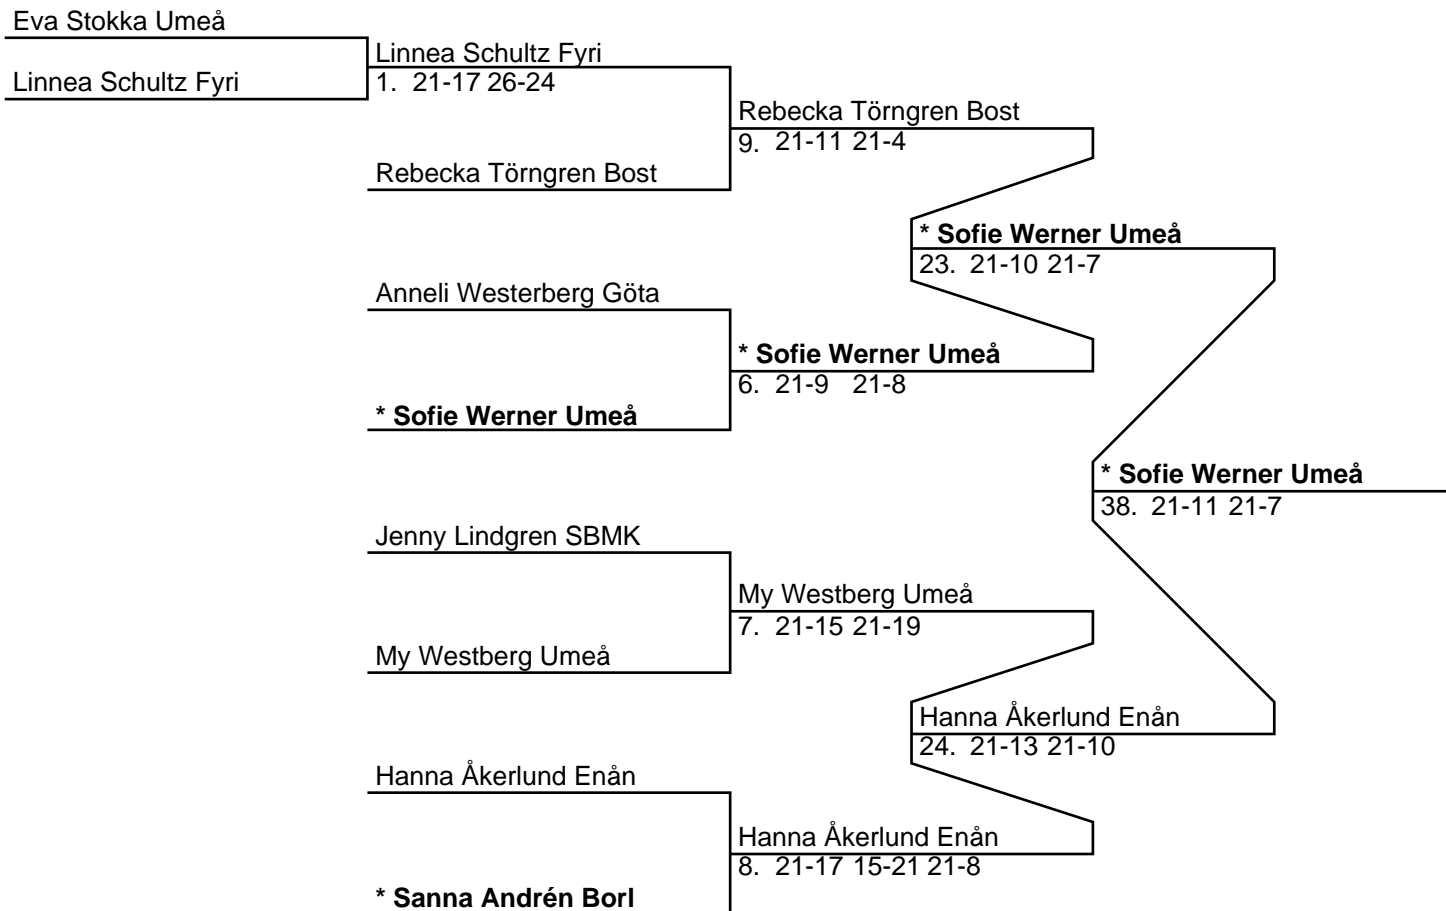 Eva Stokka Umeå
Linnea Schultz Fyri
Linnea Schultz Fyri
1. 21-17 26-24
Rebecka Törngren Bost
9. 21-11 21-4
Rebecka Törngren Bost
* Sofie Werner Umeå
23. 21-10 21-7
Anneli Westerberg Göta
* Sofie Werner Umeå
6. 21-9 21-8
* Sofie Werner Umeå
* Sofie Werner Umeå
38. 21-11 21-7
Jenny Lindgren SBMK
My Westberg Umeå
7. 21-15 21-19
My Westberg Umeå
Hanna Åkerlund Enån
24. 21-13 21-10
Hanna Åkerlund Enån
Hanna Åkerlund Enån
8. 21-17 15-21 21-8
* Sanna Andrén Borl